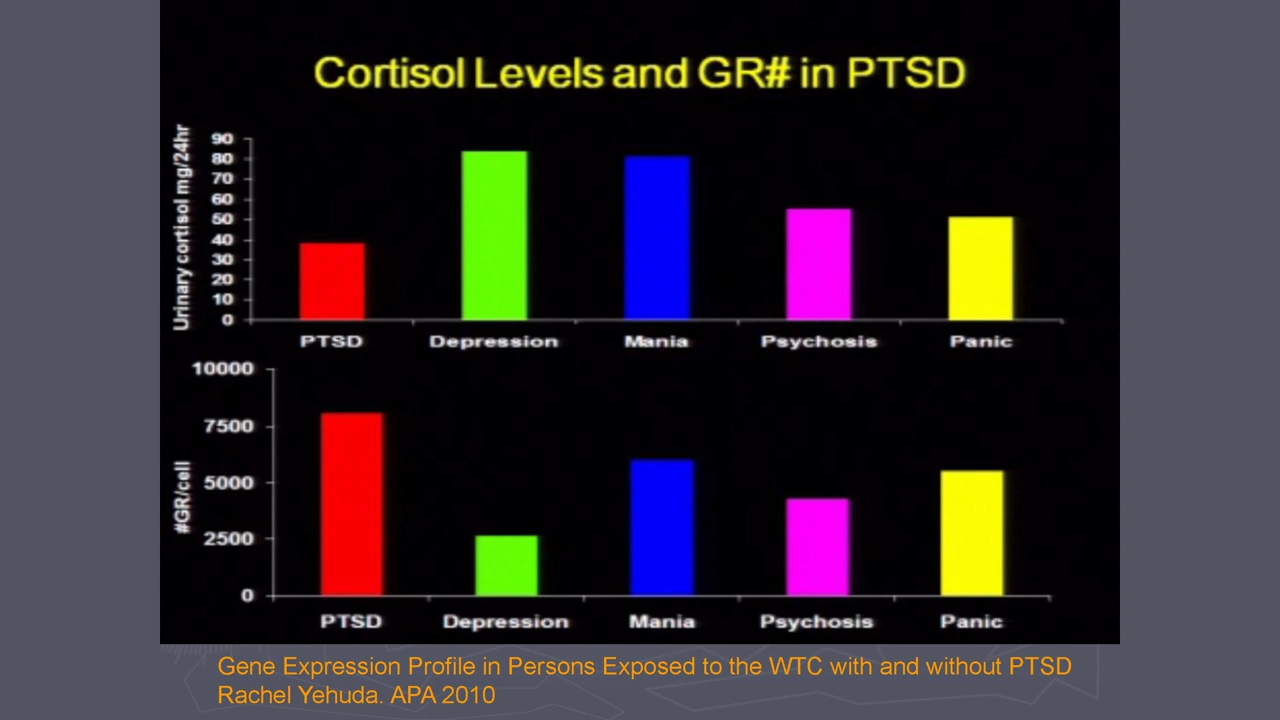 Cortisol Levels and GR# in PTSD
Urinary cortisol mg/24hr
90
80
70
60
50
40
30
20
10
0
PTSD Depression Mania Psychosis Panic
#GR/cell
10000
7500
5000
2500
0
PTSD Depression Mania Psychosis Panic
Gene Expression Profile in Persons Exposed to the WTC with and without PTSD
Rachel Yehuda. APA 2010